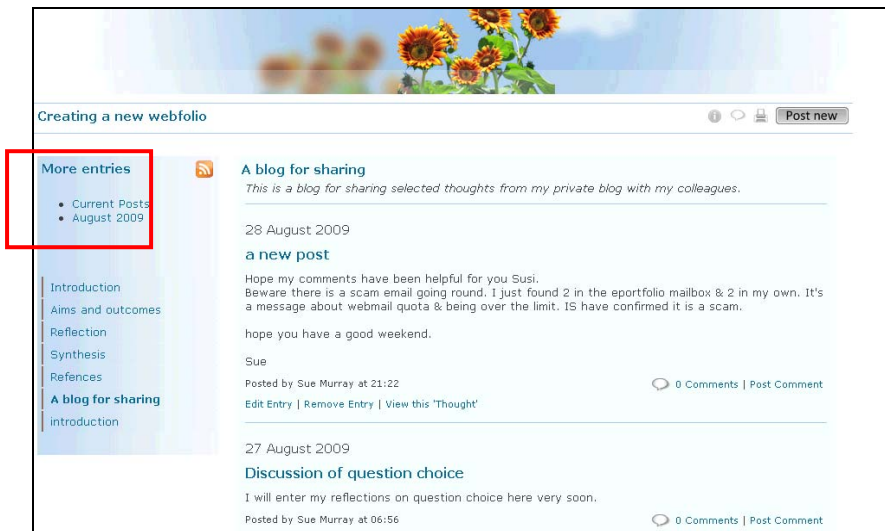 Creating a new webfolio
Post new
More entries
• Current Posts
• August 2009
Introduction
Aims and outcomes
Reflection
Synthesis
Refences
A blog for sharing
introduction
A blog for sharing
This is a blog for sharing selected thoughts from my private blog with my colleagues.
28 August 2009
a new post
Hope my comments have been helpful for you Susi.
Beware there is a scam email going round. I just found 2 in the eportfolio mailbox & 2 in my own. It's
a message about webmail quota & being over the limit. IS have confirmed it is a scam.
hope you have a good weekend.
Sue
Posted by Sue Murray at 21:22
0 Comments | Post Comment
Edit Entry | Remove Entry | View this 'Thought'
27 August 2009
Discussion of question choice
I will enter my reflections on question choice here very soon.
Posted by Sue Murray at 06:56
0 Comments | Post Comment